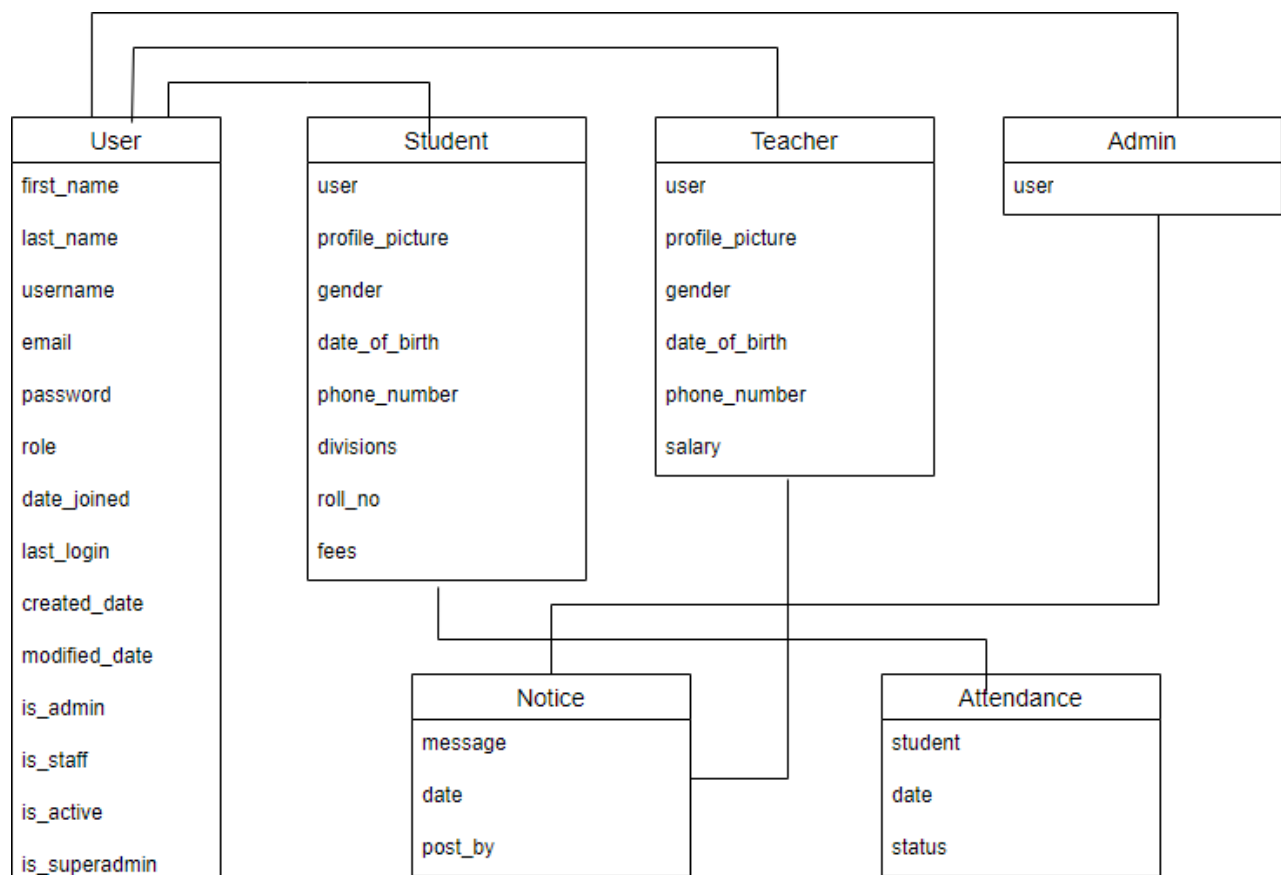 User
first_name
last_name
username
email
password
role
date_joined
last_login
created_date
modified_date
is_admin
is_staff
is_active
is_superadmin
Student
user
profile_picture
gender
date_of_birth
phone_number
divisions
roll_no
fees
Teacher
user
profile_picture
gender
date_of_birth
phone_number
salary
Admin
user
Notice
message
date
post_by
Attendance
student
date
status